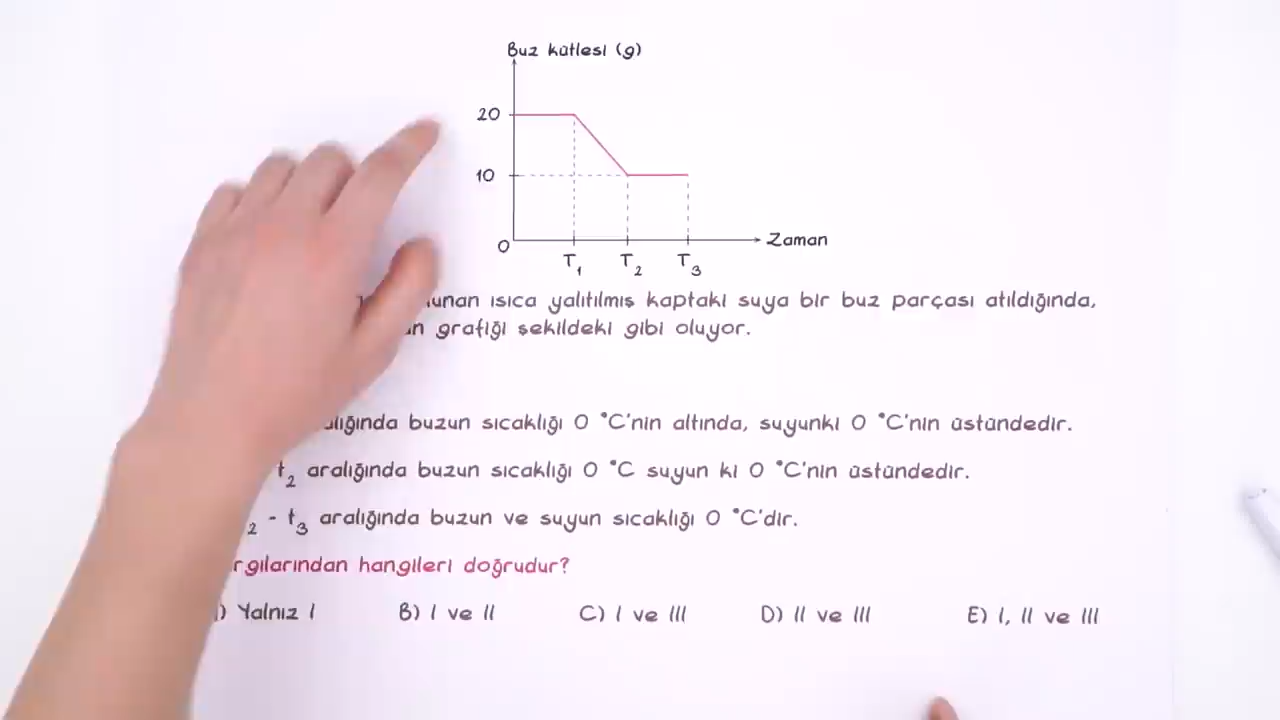 Buz kütlesi (g)
20
10
0
Zaman
T1 T2 T3
ısıca yalıtılmış kaptaki suya bir buz parçası atıldığında,
grafiği şekildeki gibi oluyor.
buzun sıcaklığı 0 °C'nin altında, suyunki 0 °C'nin üstündedir.
t2 aralığında buzun sıcaklığı 0 °C suyun ki 0 °C'nin üstündedir.
2 - t3 aralığında buzun ve suyun sıcaklığı 0 °C'dir.
hangileri doğrudur?
) Yalnız I B) I ve II C) I ve III D) II ve III E) I, II ve III